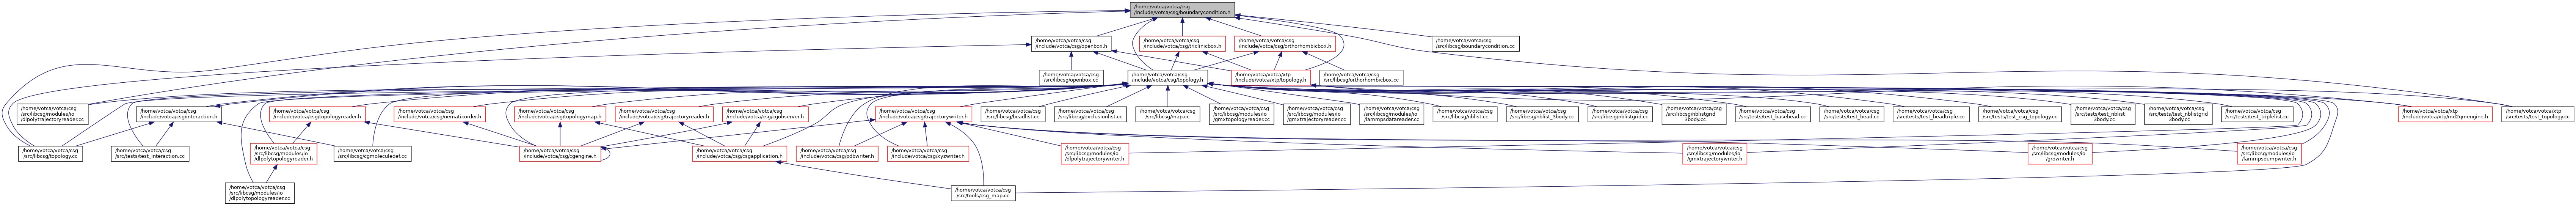 /home/votca/votca/csg
/include/votca/csg/boundarycondition.h
/home/votca/votca/csg
/include/votca/csg/openbox.h
/home/votca/votca/csg
/include/votca/csg/triclinicbox.h
/home/votca/votca/csg
/include/votca/csg/orthorhombicbox.h
/home/votca/votca/csg
/src/libcsg/boundarycondition.cc
/home/votca/votca/csg
/src/libcsg/openbox.cc
/home/votca/votca/csg
/include/votca/csg/topology.h
/home/votca/votca/xtp
/include/votca/xtp/topology.h
/home/votca/votca/csg
/src/libcsg/orthorhombicbox.cc
/home/votca/votca/csg
/src/libcsg/modules/io
/dlpolytrajectoryreader.cc
/home/votca/votca/csg
/include/votca/csg/interaction.h
/home/votca/votca/csg
/include/votca/csg/topologyreader.h
/home/votca/votca/csg
/include/votca/csg/nematicorder.h
/home/votca/votca/csg
/include/votca/csg/topologymap.h
/home/votca/votca/csg
/include/votca/csg/trajectoryreader.h
/home/votca/votca/csg
/include/votca/csg/cgobserver.h
/home/votca/votca/csg
/include/votca/csg/trajectorywriter.h
/home/votca/votca/csg
/src/libcsg/beadlist.cc
/home/votca/votca/csg
/src/libcsg/exclusionlist.cc
/home/votca/votca/csg
/src/libcsg/map.cc
/home/votca/votca/csg
/src/libcsg/modules/io
/gmxtopologyreader.cc
/home/votca/votca/csg
/src/libcsg/modules/io
/gmxtrajectoryreader.cc
/home/votca/votca/csg
/src/libcsg/modules/io
/lammpsdatareader.cc
/home/votca/votca/csg
/src/libcsg/nblist.cc
/home/votca/votca/csg
/src/libcsg/nblist_3body.cc
/home/votca/votca/csg
/src/libcsg/nblistgrid.cc
/home/votca/votca/csg
/src/libcsg/nblistgrid
_3body.cc
/home/votca/votca/csg
/src/tests/test_basebead.cc
/home/votca/votca/csg
/src/tests/test_bead.cc
/home/votca/votca/csg
/src/tests/test_beadtriple.cc
/home/votca/votca/csg
/src/tests/test_csg_topology.cc
/home/votca/votca/csg
/src/tests/test_nblist
_3body.cc
/home/votca/votca/csg
/src/tests/test_nblistgrid
_3body.cc
/home/votca/votca/csg
/src/tests/test_triplelist.cc
/home/votca/votca/xtp
/include/votca/xtp/md2qmengine.h
/home/votca/votca/xtp
/src/tests/test_topology.cc
/home/votca/votca/csg
/src/libcsg/topology.cc
/home/votca/votca/csg
/src/tests/test_interaction.cc
/home/votca/votca/csg
/src/libcsg/modules/io
/dlpolytopologyreader.h
/home/votca/votca/csg
/src/libcsg/cgmoleculedef.cc
/home/votca/votca/csg
/include/votca/csg/cgengine.h
/home/votca/votca/csg
/include/votca/csg/csgapplication.h
/home/votca/votca/csg
/include/votca/csg/pdbwriter.h
/home/votca/votca/csg
/include/votca/csg/xyzwriter.h
/home/votca/votca/csg
/src/libcsg/modules/io
/dlpolytrajectorywriter.h
/home/votca/votca/csg
/src/libcsg/modules/io
/gmxtrajectorywriter.h
/home/votca/votca/csg
/src/libcsg/modules/io
/growriter.h
/home/votca/votca/csg
/src/libcsg/modules/io
/lammpsdumpwriter.h
/home/votca/votca/csg
/src/libcsg/modules/io
/dlpolytopologyreader.cc
/home/votca/votca/csg
/src/tools/csg_map.cc